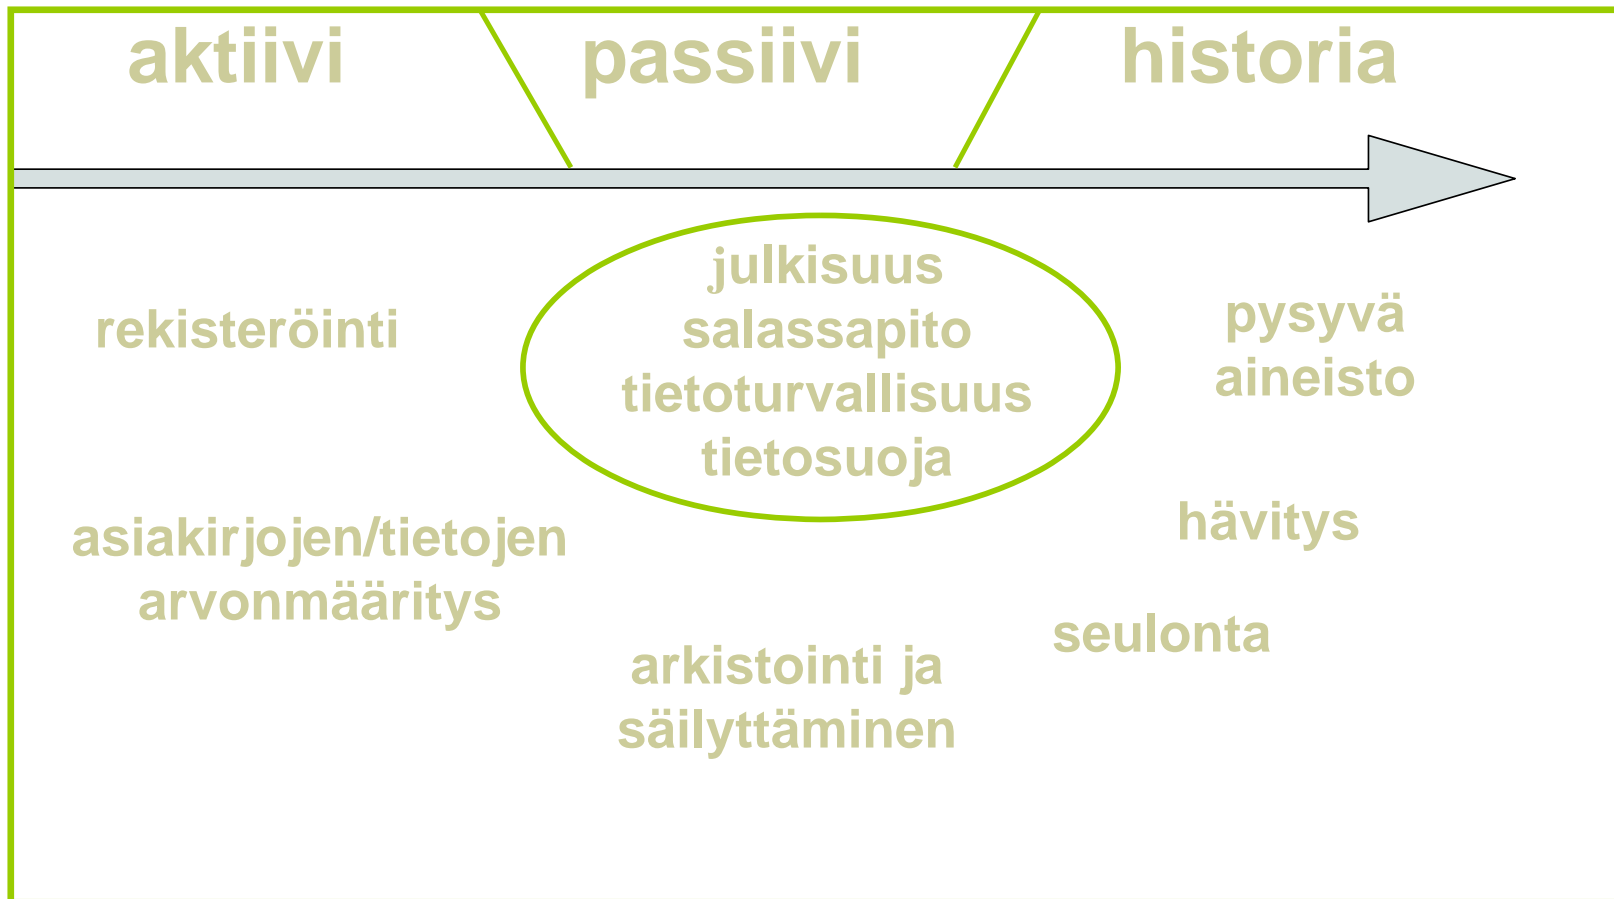 aktiivi
passiivi
historia
rekisteröinti
asiakirjojen/tietojen
arvonmääritys
julkisuus
salassapito
tietoturvallisuus
tietosuoja
arkistointi ja
säilyttäminen
pysyvä
aineisto
hävitys
seulonta